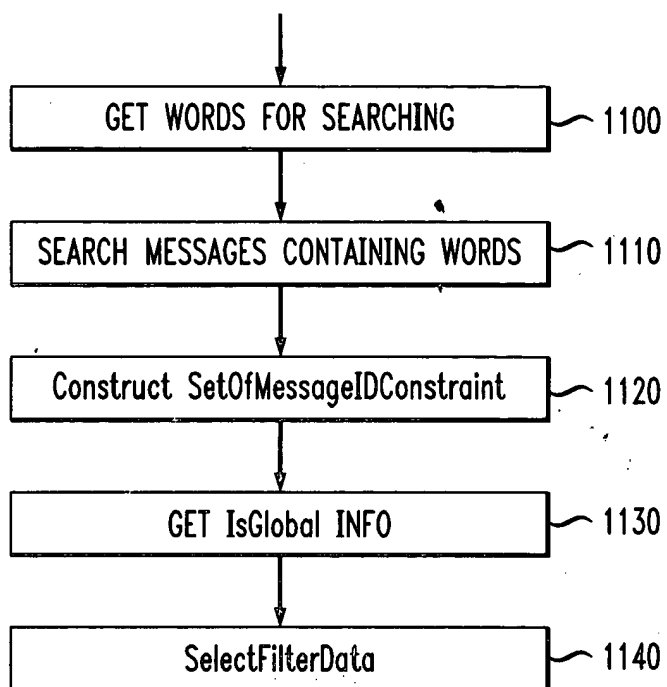 GET WORDS FOR SEARCHING 1100
SEARCH MESSAGES CONTAINING WORDS 1110
Construct SetOfMessageIDConstraint 1120
GET IsGlobal INFO 1130
SelectFilterData 1140